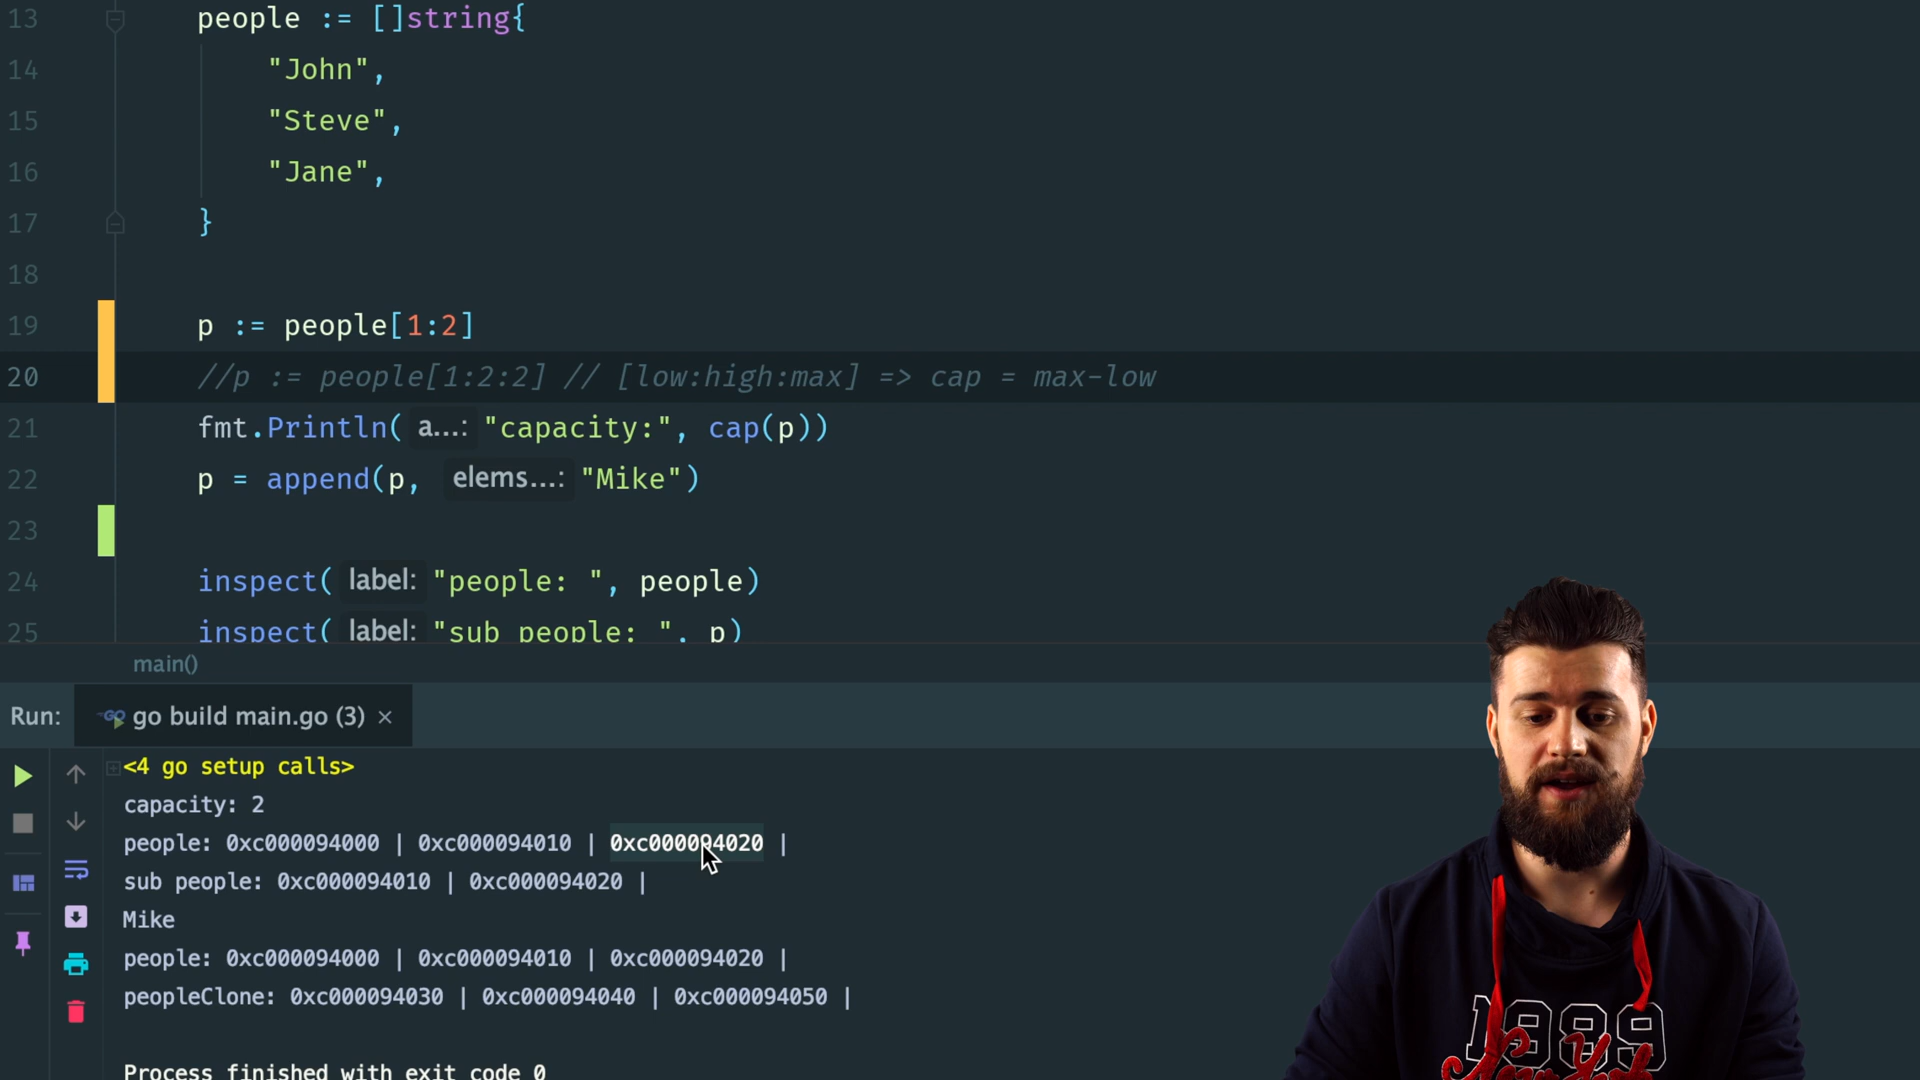 13 people := []string{
14 "John",
15 "Steve",
16 "Jane",
17 }
18
19 p := people[1:2]
20 //p := people[1:2:2] // [low:high:max] => cap = max-low
21 fmt.Println( a...: "capacity:", cap(p))
22 p = append(p, elems...: "Mike")
23
24 inspect( label: "people: ", people)
25 inspect( label: "sub people: ", p)
main()
Run: go build main.go (3) ×
<4 go setup calls>
capacity: 2
people: 0xc000094000 | 0xc000094010 | 0xc000094020 |
sub people: 0xc000094010 | 0xc000094020 |
Mike
people: 0xc000094000 | 0xc000094010 | 0xc000094020 |
peopleClone: 0xc000094030 | 0xc000094040 | 0xc000094050 |
Process finished with exit code 0
1989
New York